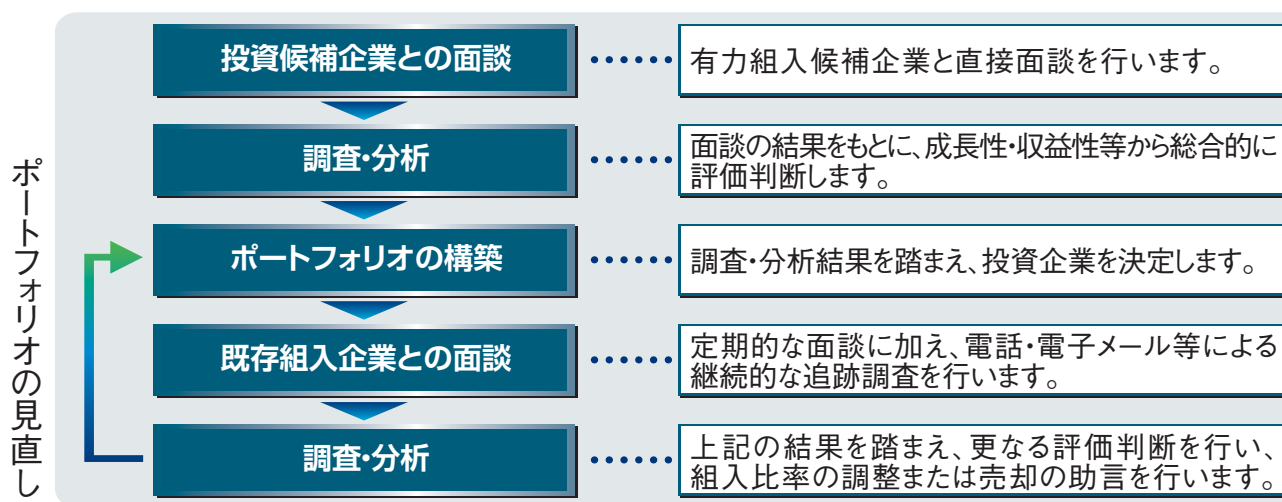 ポートフォリオの見直し
投資候補企業との面談
有力組入候補企業と直接面談を行います。
調査・分析
面談の結果をもとに、成長性・収益性等から総合的に
評価判断します。
ポートフォリオの構築
調査・分析結果を踏まえ、投資企業を決定します。
既存組入企業との面談
定期的な面談に加え、電話・電子メール等による
継続的な追跡調査を行います。
調査・分析
上記の結果を踏まえ、更なる評価判断を行い、
組入比率の調整または売却の助言を行います。